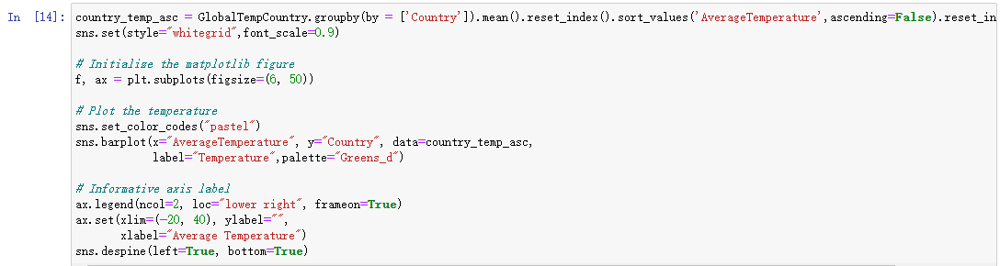 In [14]: country_temp_asc = GlobalTempCountry.groupby(by = ['Country']).mean().reset_index().sort_values('AverageTemperature',ascending=False).reset_in
sns.set(style="whitegrid",font_scale=0.9)
# Initialize the matplotlib figure
f, ax = plt.subplots(figsize=(6, 50))
# Plot the temperature
sns.set_color_codes("pastel")
sns.barplot(x="AverageTemperature", y="Country", data=country_temp_asc,
label="Temperature",palette="Greens_d")
# Informative axis label
ax.legend(ncol=2, loc="lower right", frameon=True)
ax.set(xlim=(-20, 40), ylabel="",
xlabel="Average Temperature")
sns.despine(left=True, bottom=True)